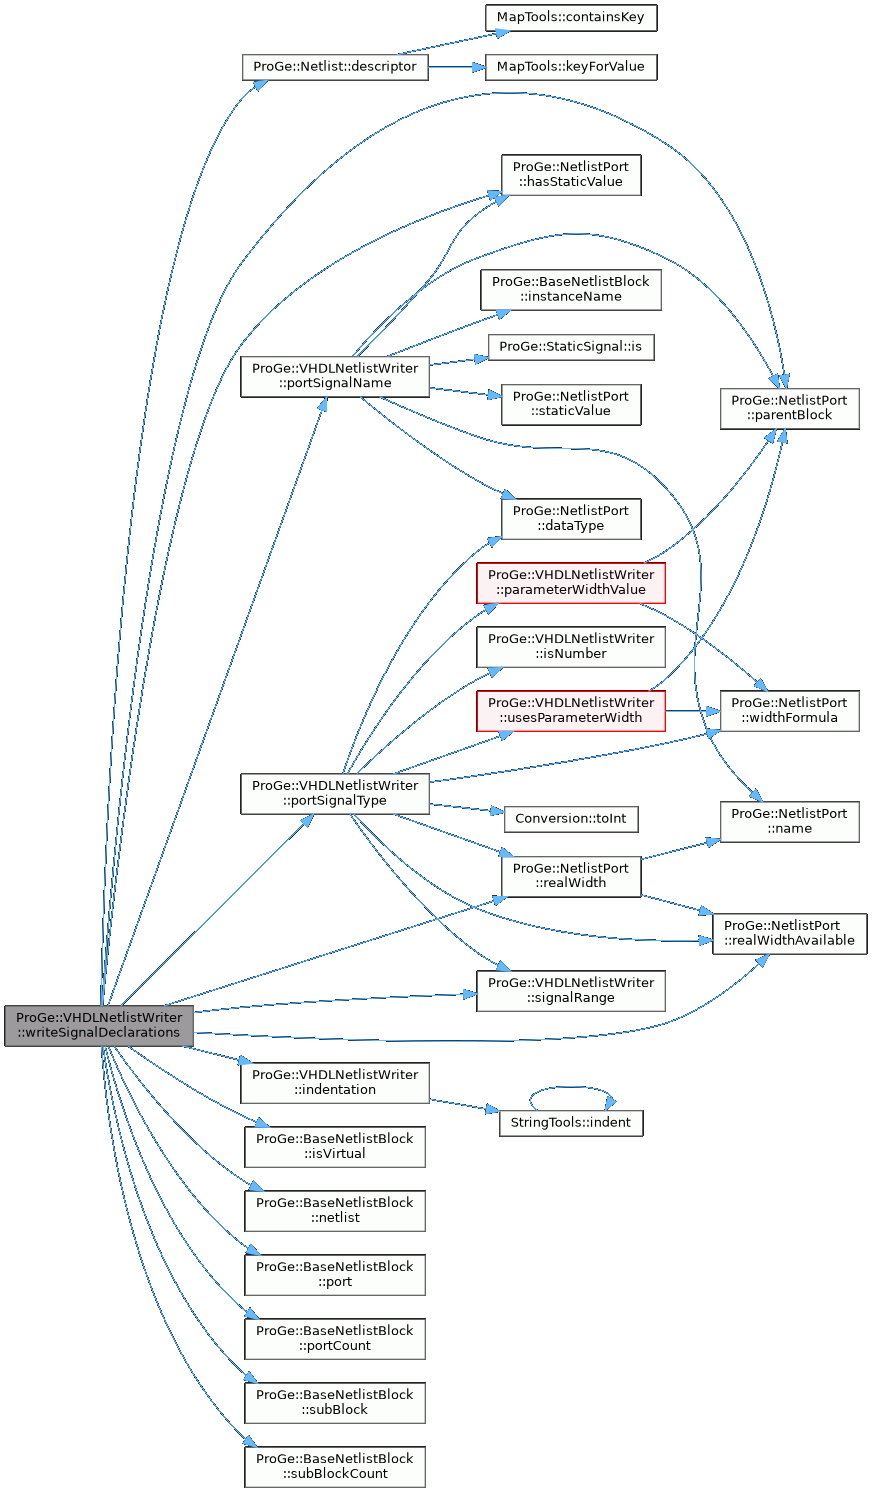 MapTools::containsKey
ProGe::Netlist::descriptor
MapTools::keyForValue
ProGe::NetlistPort
::hasStaticValue
ProGe::BaseNetlistBlock
::instanceName
ProGe::StaticSignal::is
ProGe::VHDLNetlistWriter
::portSignalName
ProGe::NetlistPort
::staticValue
ProGe::NetlistPort
::parentBlock
ProGe::NetlistPort
::dataType
ProGe::VHDLNetlistWriter
::parameterWidthValue
ProGe::VHDLNetlistWriter
::isNumber
ProGe::VHDLNetlistWriter
::usesParameterWidth
ProGe::NetlistPort
::widthFormula
ProGe::VHDLNetlistWriter
::portSignalType
Conversion::toInt
ProGe::NetlistPort
::name
ProGe::NetlistPort
::realWidth
ProGe::NetlistPort
::realWidthAvailable
ProGe::VHDLNetlistWriter
::signalRange
ProGe::VHDLNetlistWriter
::writeSignalDeclarations
ProGe::VHDLNetlistWriter
::indentation
StringTools::indent
ProGe::BaseNetlistBlock
::isVirtual
ProGe::BaseNetlistBlock
::netlist
ProGe::BaseNetlistBlock
::port
ProGe::BaseNetlistBlock
::portCount
ProGe::BaseNetlistBlock
::subBlock
ProGe::BaseNetlistBlock
::subBlockCount